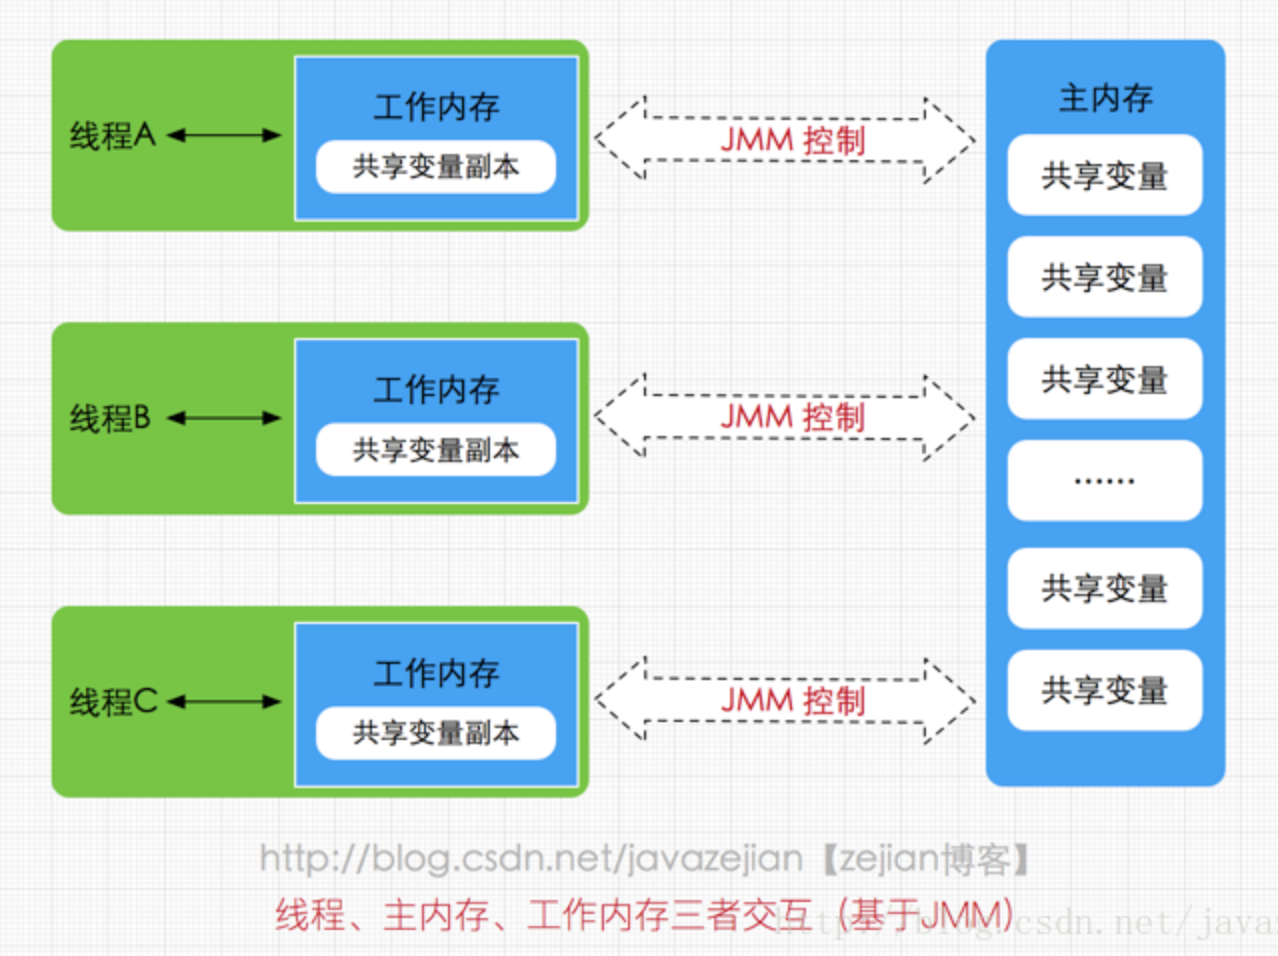 线程A
工作内存
共享变量副本
JMM 控制
主内存
共享变量
共享变量
共享变量
......
共享变量
共享变量
线程B
工作内存
共享变量副本
JMM 控制
线程C
工作内存
共享变量副本
JMM 控制
http://blog.csdn.net/javazejian【zejian博客】
线程、主内存、工作内存三者交互（基于JMM)
http://blog.csdn.net/java